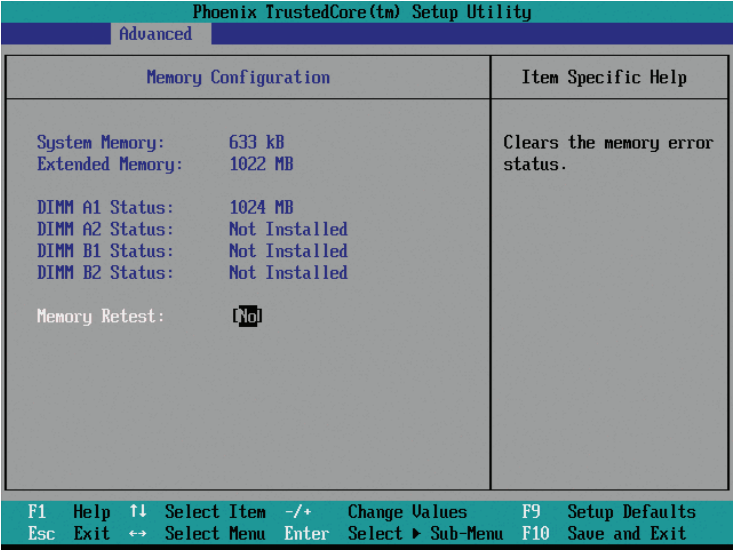 Phoenix TrustedCore(tm) Setup Utility
Advanced
Memory Configuration
Item Specific Help
System Memory: 633 kB
Extended Memory: 1022 MB
DIMM A1 Status: 1024 MB
DIMM A2 Status: Not Installed
DIMM B1 Status: Not Installed
DIMM B2 Status: Not Installed
Memory Retest: [No]
Clears the memory error
status.
F1 Help ↑↓ Select Item -/+ Change Values F9 Setup Defaults
Esc Exit ↔ Select Menu Enter Select ▶ Sub-Menu F10 Save and Exit